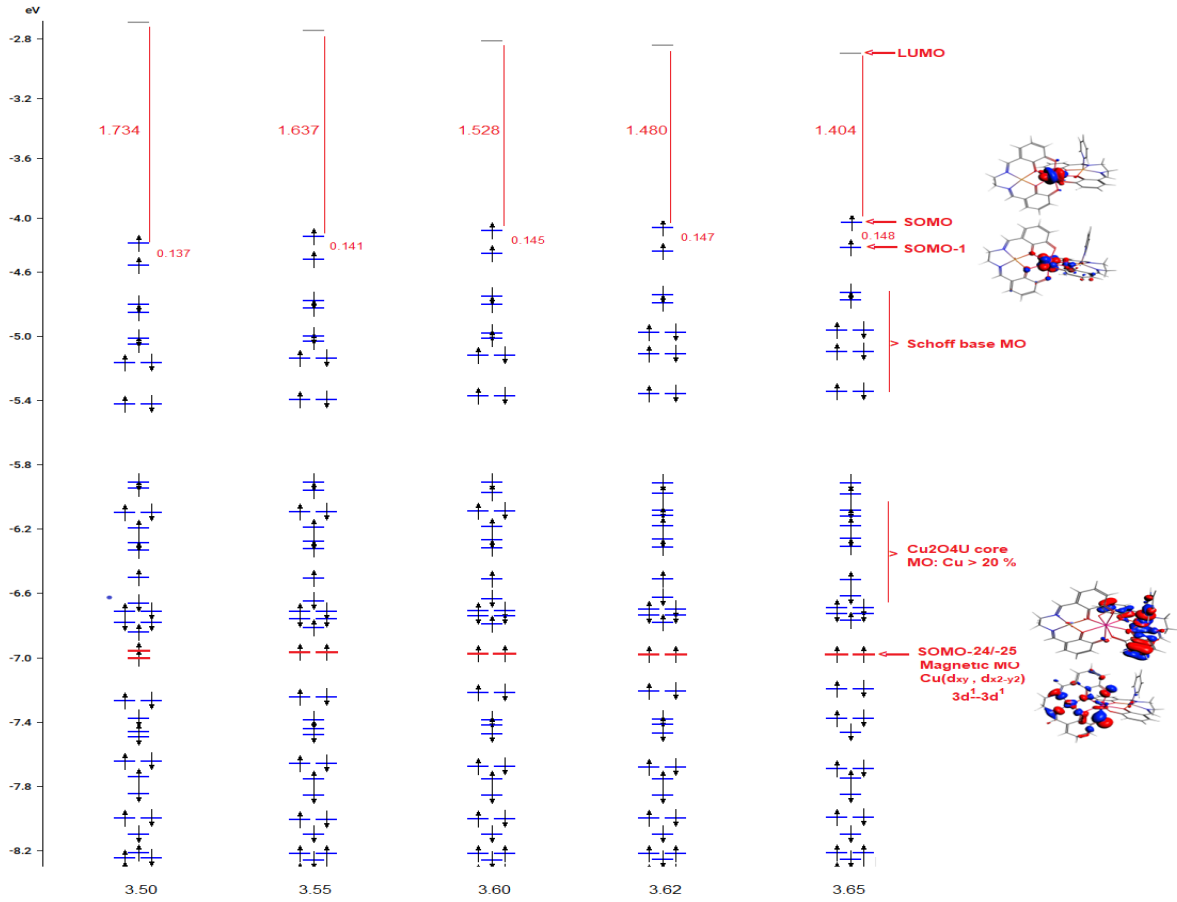 eV
-2.8
LUMO
-3.2
1.734
1.637
1.528
1.480
1.404
-3.6
-4.0
SOMO
0.137
0.141
0.145
0.147
0.148
SOMO-1
-4.6
-5.0
Schoff base MO
-5.4
-5.8
-6.2
Cu2O4U core
MO: Cu > 20 %
-6.6
-7.0
SOMO-24/-25
Magnetic MO
Cu(dxy , dx2-y2)
3d1--3d1
-7.4
-7.8
-8.2
3.50
3.55
3.60
3.62
3.65